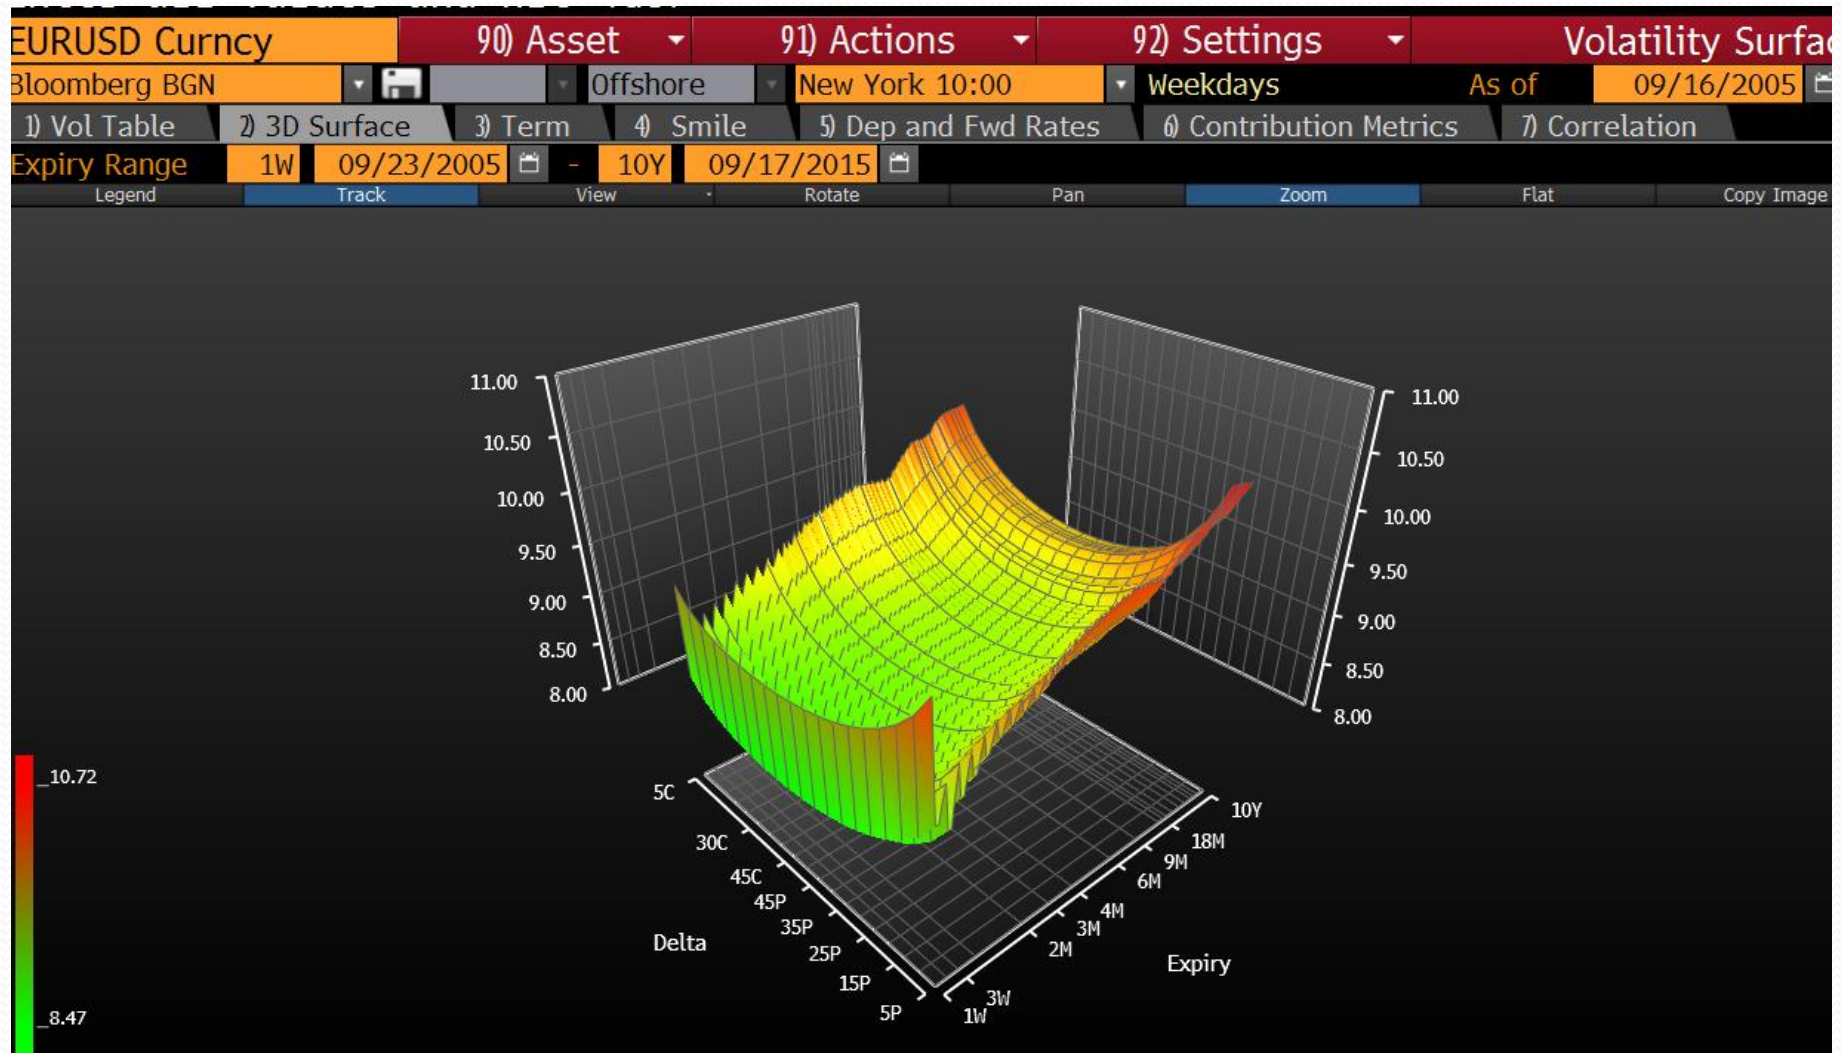 EURUSD Curncy 90) Asset 91) Actions 92) Settings Volatility Surfac
Bloomberg BGN Offshore New York 10:00 Weekdays As of 09/16/2005
1) Vol Table 2) 3D Surface 3) Term 4) Smile 5) Dep and Fwd Rates 6) Contribution Metrics 7) Correlation
Expiry Range 1W 09/23/2005 - 10Y 09/17/2015
Legend Track View Rotate Pan Zoom Flat Copy Image
11.00
10.50
10.00
9.50
9.00
8.50
8.00
11.00
10.50
10.00
9.50
9.00
8.50
8.00
10.72
8.47
5C
30C
45C
45P
35P
25P
15P
5P
Delta
10Y
18M
9M
6M
4M
3M
2M
3W
1W
Expiry